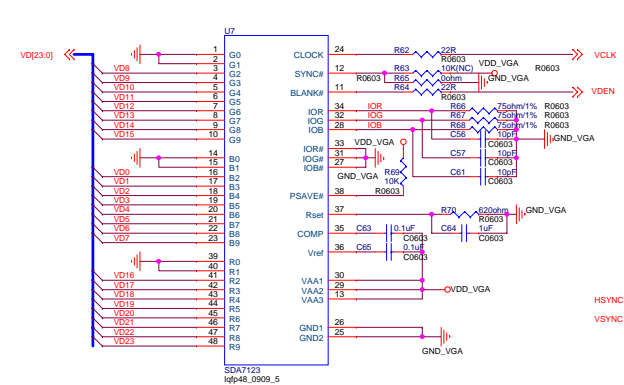 U7
VD[23:0]
1 G0
2 G1
VD8 3 G2
VD9 4 G3
VD10 5 G4
VD11 6 G5
VD12 7 G6
VD13 8 G7
VD14 9 G8
VD15 10 G9
14 B0
15 B1
VD0 16 B2
VD1 17 B3
VD2 18 B4
VD3 19 B5
VD4 20 B6
VD5 21 B7
VD6 22 B8
VD7 23 B9
39 R0
40 R1
VD16 41 R2
VD17 42 R3
VD18 43 R4
VD19 44 R5
VD20 45 R6
VD21 46 R7
VD22 47 R8
VD23 48 R9
CLOCK 24 R62 22R R0603 VCLK
VDD_VGA
SYNC# 12 R63 10K(NC) R0603
R0603 R65 0ohm GND_VGA
BLANK# 11 R64 22R R0603 VDEN
IOR 34 IOR R66 75ohm/1% R0603
IOG 32 IOG R67 75ohm/1% R0603
IOB 28 IOB R68 75ohm/1% R0603
C56 10pF C0603 GND_VGA
IOR# 33 VDD_VGA
IOG# 31 C57 10pF C0603
IOB# 27
GND_VGA R69 10K C61 10pF C0603
PSAVE# 38 R0603
Rset 37 R70 620ohm R0603 GND_VGA
COMP 35 C63 0.1uF C0603 C64 1uF C0603
Vref 36 C65 0.1uF C0603
VAA1 30
VAA2 29 VDD_VGA
VAA3 13
HSYNC
VSYNC
GND1 26
GND2 25
GND_VGA
SDA7123
lqfp48_0909_5